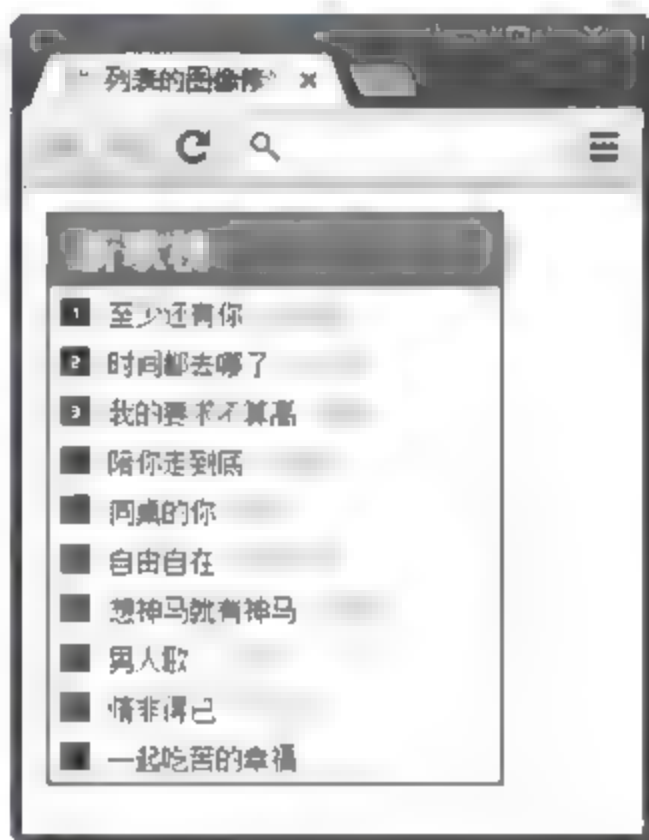 列表的图像修
1 至少还有你
2 时间都去哪了
3 我的要求不算高
陪你走到底
同桌的你
自由自在
想神马就有神马
男人歌
情非得已
一起吃苦的幸福